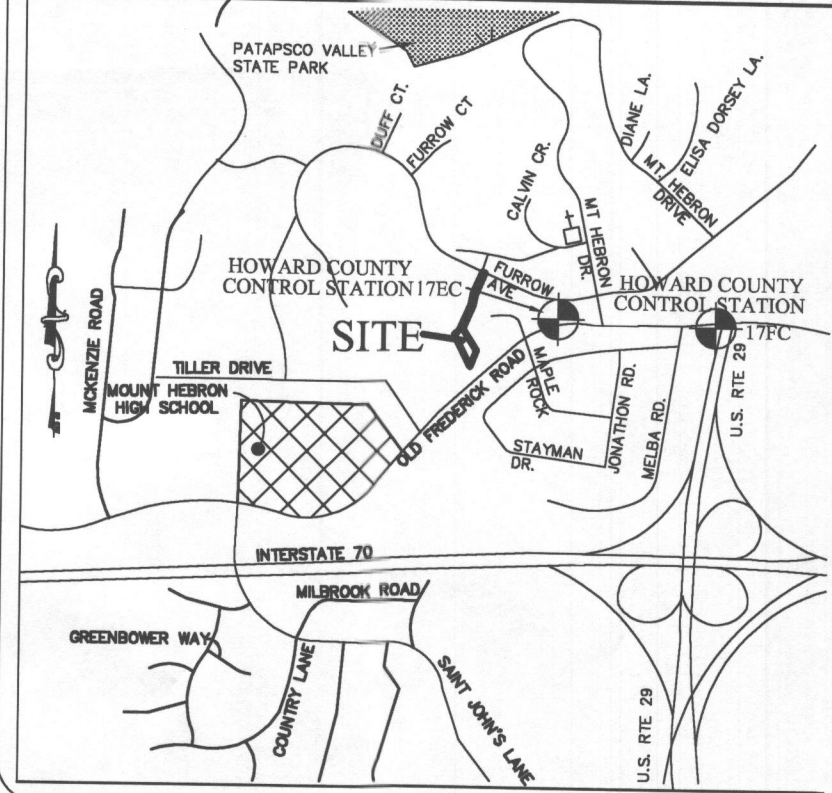 PATAPSCO VALLEY
STATE PARK
DUFF CT.
FURROW CT
DIANE LA.
ELISA DORSEY LA.
MT. HEBRON
DRIVE
CALVIN CR.
MT HEBRON
DR.
HOWARD COUNTY
CONTROL STATION 17EC
FURROW
AVE
HOWARD COUNTY
CONTROL STATION
17FC
MCKENZIE ROAD
SITE
TILLER DRIVE
MOUNT HEBRON
HIGH SCHOOL
OLD FREDERICK ROAD
MAPLE
ROCK
STAYMAN
DR.
JONATHON RD.
MELBA RD.
U.S. RTE 29
INTERSTATE 70
MILBROOK ROAD
GREENBOWER WAY
COUNTRY LANE
SAINT JOHN'S LANE
U.S. RTE 29